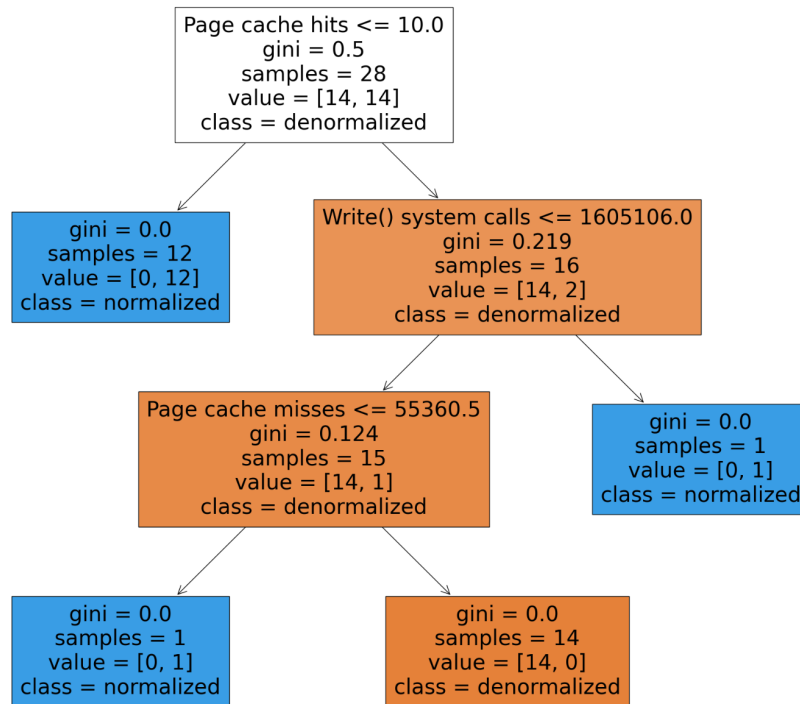 Page cache hits <= 10.0
gini = 0.5
samples = 28
value = [14, 14]
class = denormalized
gini = 0.0
samples = 12
value = [0, 12]
class = normalized
Write() system calls <= 1605106.0
gini = 0.219
samples = 16
value = [14, 2]
class = denormalized
Page cache misses <= 55360.5
gini = 0.124
samples = 15
value = [14, 1]
class = denormalized
gini = 0.0
samples = 1
value = [0, 1]
class = normalized
gini = 0.0
samples = 1
value = [0, 1]
class = normalized
gini = 0.0
samples = 14
value = [14, 0]
class = denormalized